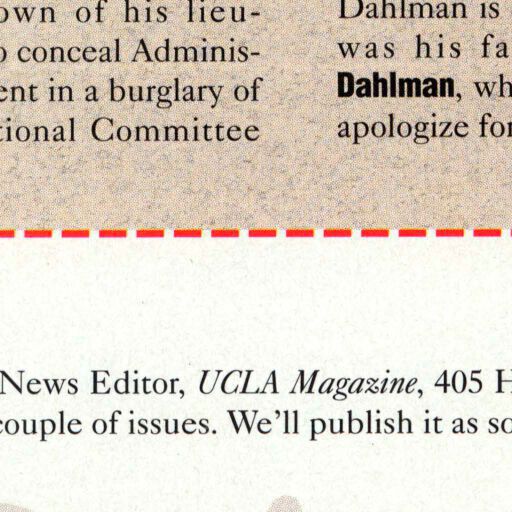 own of his lieu-
o conceal Adminis-
ent in a burglary of
tional Committee
Dahlman is
was his fa
Dahlman, wh
apologize for
News Editor, UCLA Magazine, 405 H
couple of issues. We'll publish it as so